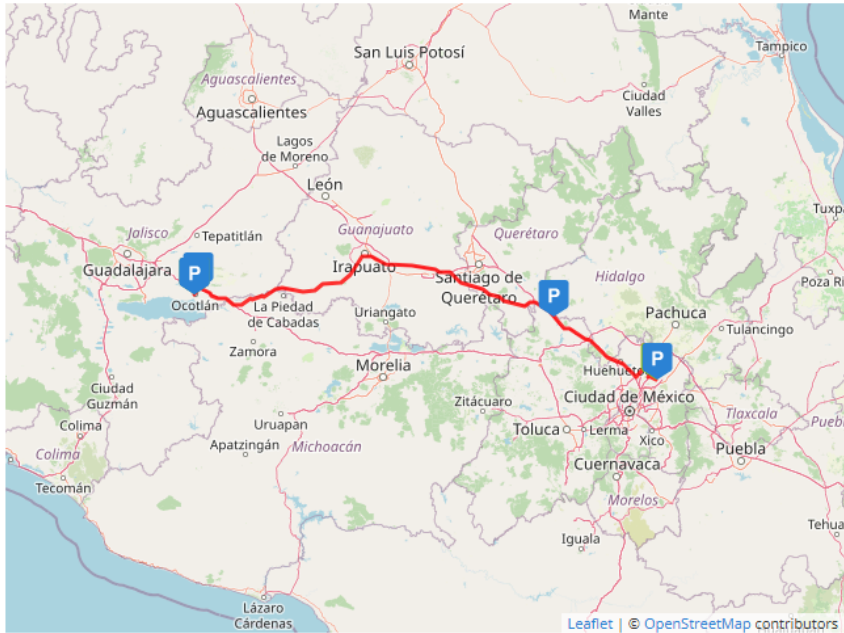 Mante
San Luis Potosí
Tampico
Aguascalientes
Aguascalientes
Ciudad
Valles
Lagos
de Moreno
León
Jalisco
Tepatitlán
Guanajuato
Querétaro
Tuxpa
Guadalajara
P
Irapuato
Santiago de
Querétaro
Hidalgo
Poza Ri
Ocotlán
La Piedad
de Cabadas
P
Uriangato
Pachuca
Tulancingo
Zamora
Morelia
Huehueto
P
Ciudad
Guzmán
Zitácuaro
Ciudad de México
Tlaxcala
Colima
Uruapan
Toluca
Lerma
Xico
Puebla
Pueb
Colima
Apatzingán
Michoacán
Cuernavaca
Tecomán
Morelos
Tehu
Iguala
Lázaro
Cárdenas
Leaflet | © OpenStreetMap contributors